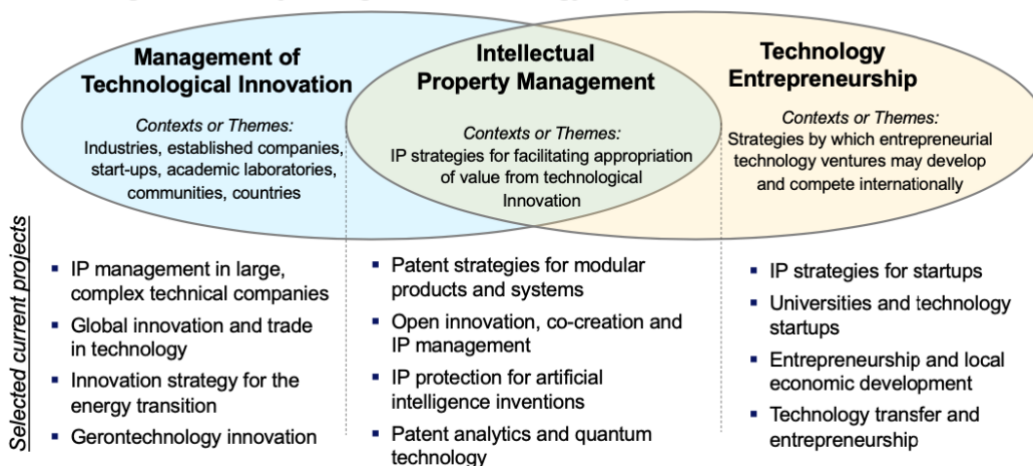 Management of
Technological Innovation
Contexts or Themes:
Industries, established companies,
start-ups, academic laboratories,
communities, countries
Intellectual
Property Management
Contexts or Themes:
IP strategies for facilitating appropriation
of value from technological
Innovation
Technology
Entrepreneurship
Contexts or Themes:
Strategies by which entrepreneurial
technology ventures may develop
and compete internationally
Selected current projects
▪ IP management in large,
complex technical companies
▪ Global innovation and trade
in technology
▪ Innovation strategy for the
energy transition
▪ Gerontechnology innovation
▪ Patent strategies for modular
products and systems
▪ Open innovation, co-creation and
IP management
▪ IP protection for artificial
intelligence inventions
▪ Patent analytics and quantum
technology
▪ IP strategies for startups
▪ Universities and technology
startups
▪ Entrepreneurship and local
economic development
▪ Technology transfer and
entrepreneurship